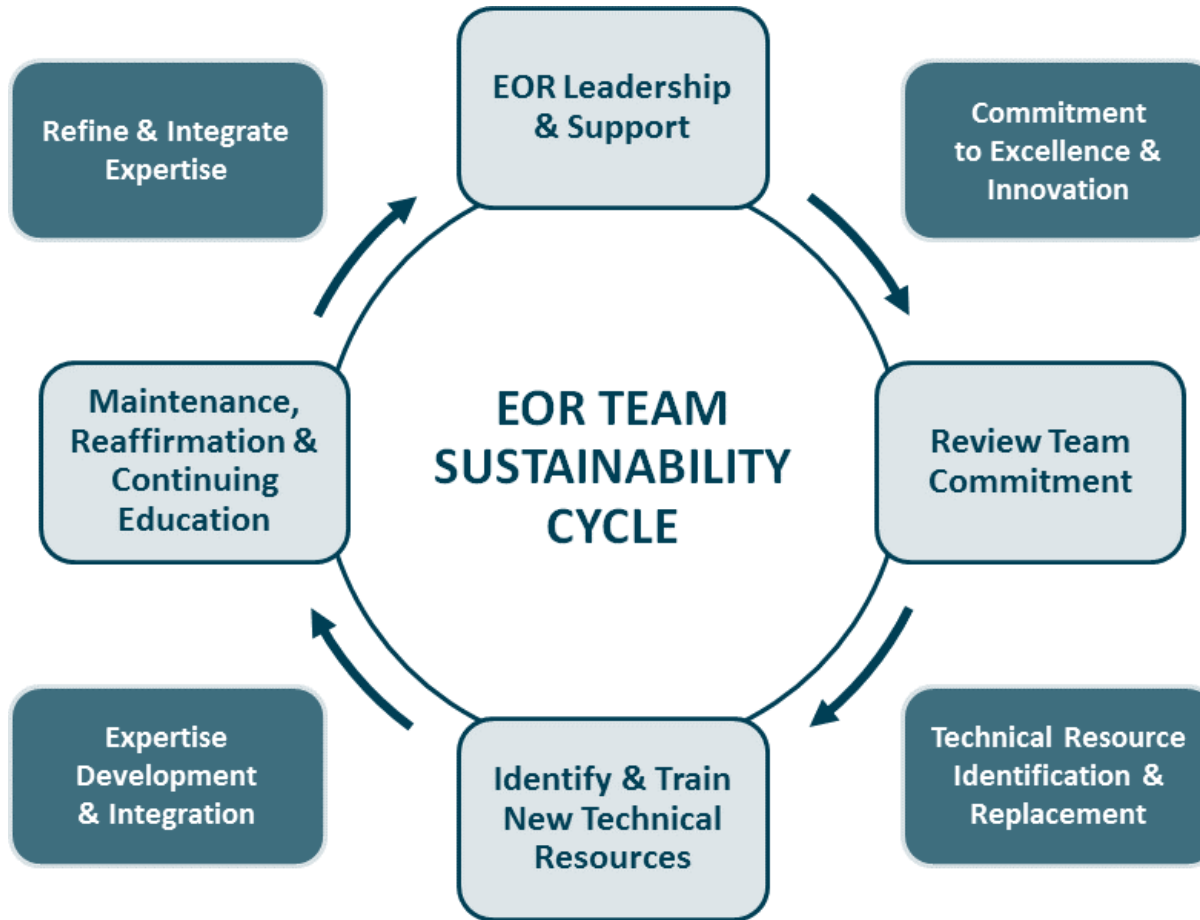 EOR Leadership
& Support
Refine & Integrate
Expertise
Commitment
to Excellence &
Innovation
Maintenance,
Reaffirmation &
Continuing
Education
EOR TEAM
SUSTAINABILITY
CYCLE
Review Team
Commitment
Expertise
Development
& Integration
Identify & Train
New Technical
Resources
Technical Resource
Identification &
Replacement